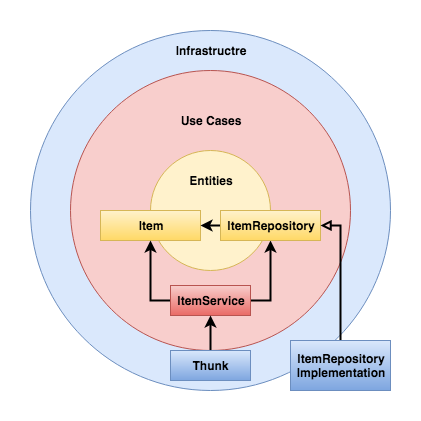 Infrastructre
Use Cases
Entities
Item
ItemRepository
ItemService
Thunk
ItemRepository
Implementation